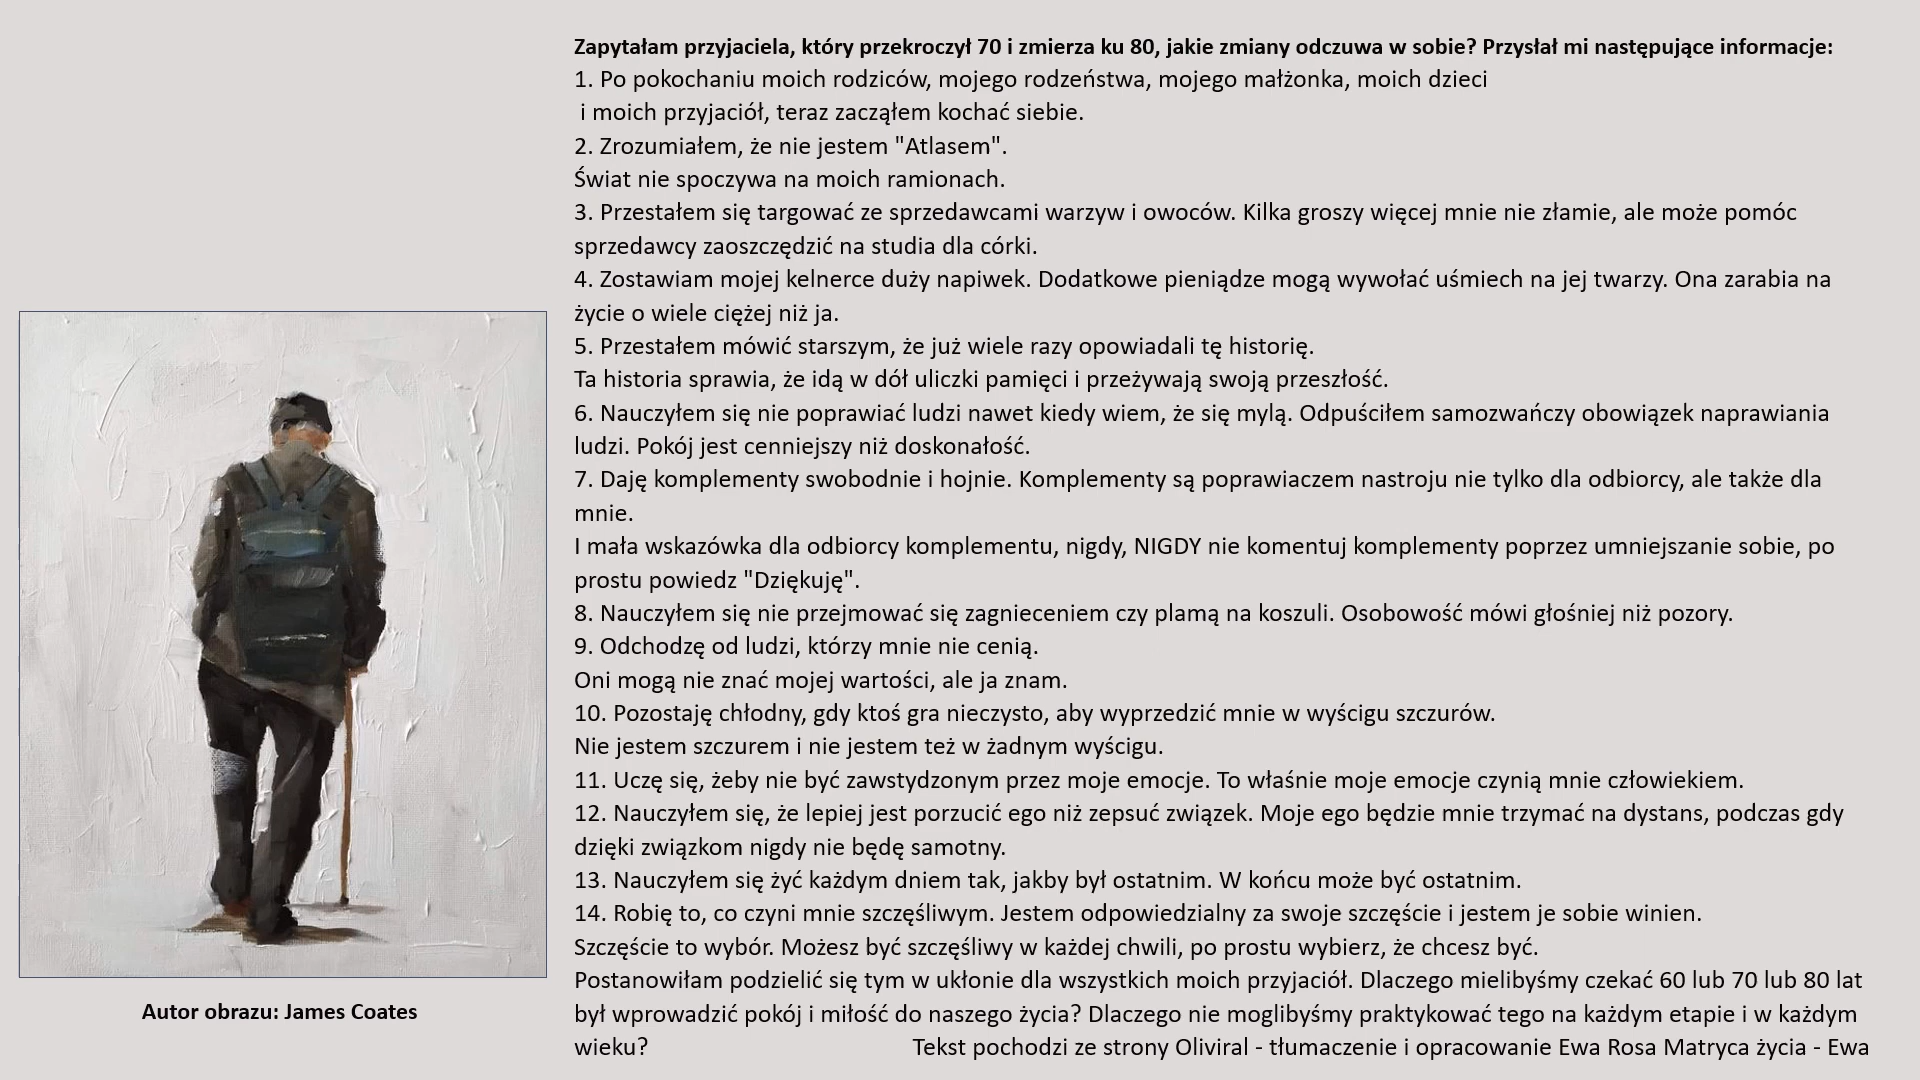 Zapytałam przyjaciela, który przekroczył 70 i zmierza ku 80, jakie zmiany odczuwa w sobie? Przysłał mi następujące informacje:
1. Po pokochaniu moich rodziców, mojego rodzeństwa, mojego małżonka, moich dzieci
i moich przyjaciół, teraz zacząłem kochać siebie.
2. Zrozumiałem, że nie jestem "Atlasem".
Świat nie spoczywa na moich ramionach.
3. Przestałem się targować ze sprzedawcami warzyw i owoców. Kilka groszy więcej mnie nie złamie, ale może pomóc
sprzedawcy zaoszczędzić na studia dla córki.
4. Zostawiam mojej kelnerce duży napiwek. Dodatkowe pieniądze mogą wywołać uśmiech na jej twarzy. Ona zarabia na
życie o wiele ciężej niż ja.
5. Przestałem mówić starszym, że już wiele razy opowiadali tę historię.
Ta historia sprawia, że idą w dół uliczki pamięci i przeżywają swoją przeszłość.
6. Nauczyłem się nie poprawiać ludzi nawet kiedy wiem, że się mylą. Odpuściłem samozwańczy obowiązek naprawiania
ludzi. Pokój jest cenniejszy niż doskonałość.
7. Daję komplementy swobodnie i hojnie. Komplementy są poprawiaczem nastroju nie tylko dla odbiorcy, ale także dla
mnie.
I mała wskazówka dla odbiorcy komplementu, nigdy, NIGDY nie komentuj komplementy poprzez umniejszanie sobie, po
prostu powiedz "Dziękuję".
8. Nauczyłem się nie przejmować się zagnieceniem czy plamą na koszuli. Osobowość mówi głośniej niż pozory.
9. Odchodzę od ludzi, którzy mnie nie cenią.
Oni mogą nie znać mojej wartości, ale ja znam.
10. Pozostaję chłodny, gdy ktoś gra nieczysto, aby wyprzedzić mnie w wyścigu szczurów.
Nie jestem szczurem i nie jestem też w żadnym wyścigu.
11. Uczę się, żeby nie być zawstydzonym przez moje emocje. To właśnie moje emocje czynią mnie człowiekiem.
12. Nauczyłem się, że lepiej jest porzucić ego niż zepsuć związek. Moje ego będzie mnie trzymać na dystans, podczas gdy
dzięki związkom nigdy nie będę samotny.
13. Nauczyłem się żyć każdym dniem tak, jakby był ostatnim. W końcu może być ostatnim.
14. Robię to, co czyni mnie szczęśliwym. Jestem odpowiedzialny za swoje szczęście i jestem je sobie winien.
Szczęście to wybór. Możesz być szczęśliwy w każdej chwili, po prostu wybierz, że chcesz być.
Postanowiłam podzielić się tym w ukłonie dla wszystkich moich przyjaciół. Dlaczego mielibyśmy czekać 60 lub 70 lub 80 lat
był wprowadzić pokój i miłość do naszego życia? Dlaczego nie moglibyśmy praktykować tego na każdym etapie i w każdym
wieku? Tekst pochodzi ze strony Oliviral - tłumaczenie i opracowanie Ewa Rosa Matryca życia - Ewa
Autor obrazu: James Coates